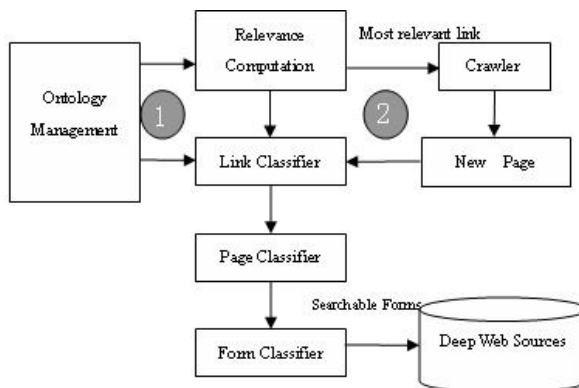 Relevance
Computation
Most relevant link
Crawler
Ontology
Management
1
2
Link Classifier
New Page
Page Classifier
Searchable Forms
Deep Web Sources
Form Classifier